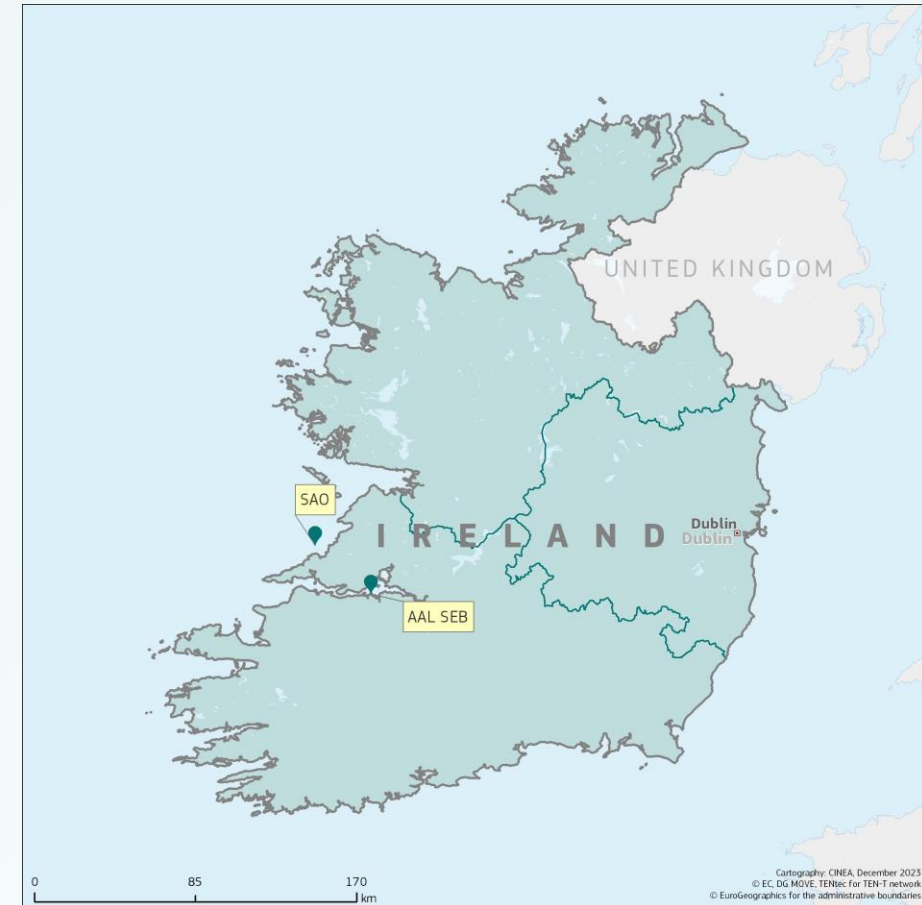 UNITED KINGDOM
SAO
IRELAND
Dublin
Dublin
AAL SEB
0 85 170
km
Cartography: CINEA, December 2023
© EC, DG MOVE, TENtec for TEN-T network
© EuroGeographics for the administrative boundaries